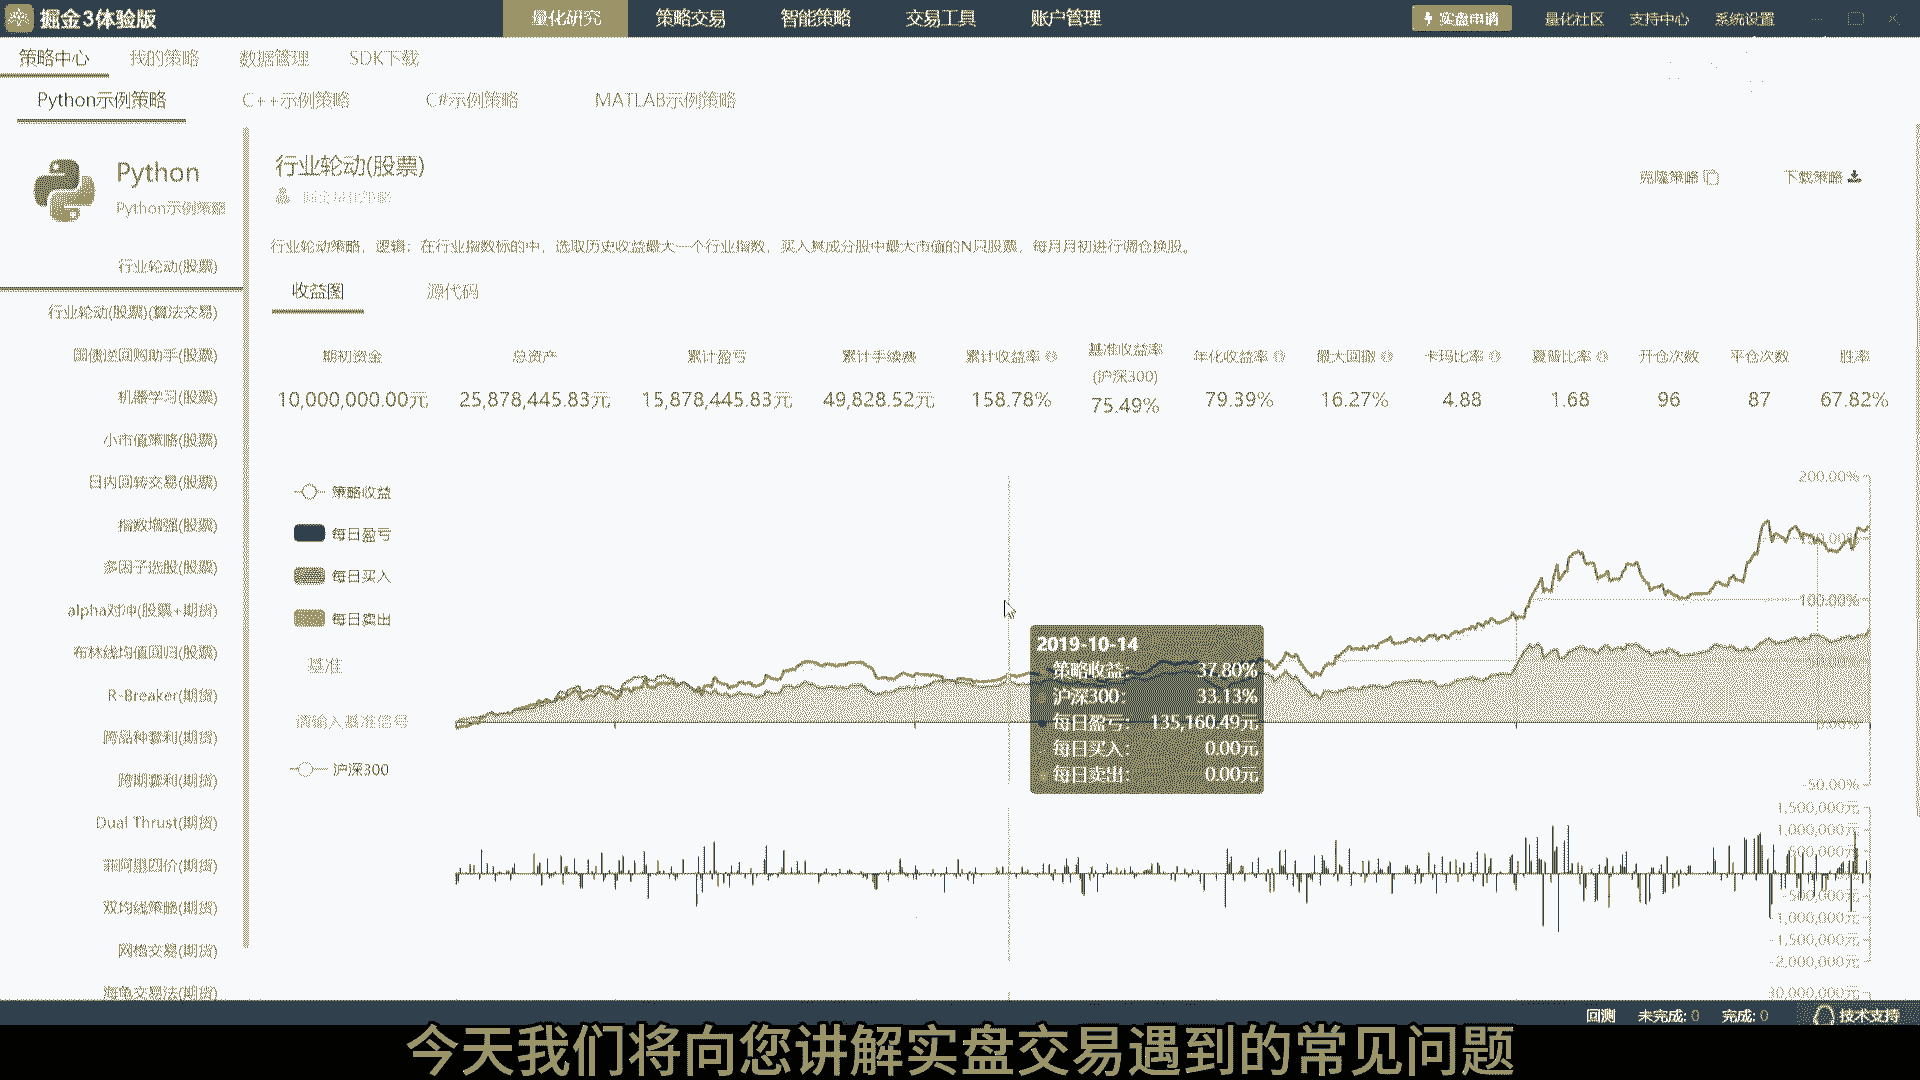 掘金3体验版 量化研究 策略交易 智能策略 交易工具 账户管理 实盘申请 量化社区 支持中心 系统设置
策略中心 我的策略 数据管理 SDK下载
Python示例策略 C++示例策略 C#示例策略 MATLAB示例策略
Python
Python示例策略
行业轮动(股票)
行业轮动(股票)(算法交易)
国债逆回购助手(股票)
机器学习(股票)
小市值策略(股票)
日内回转交易(股票)
指数增强(股票)
多因子选股(股票)
alpha对冲(股票+期货)
布林线均值回归(股票)
R-Breaker(期货)
跨品种套利(期货)
跨期套利(期货)
Dual Thrust(期货)
菲阿里四价(期货)
双均线策略(期货)
网格交易(期货)
海龟交易法(期货)
行业轮动(股票)
掘金量化策略
克隆策略 下载策略
行业轮动策略，逻辑：在行业指数标的中，选取历史收益最大一个行业指数，买入其成分股中最大市值的N只股票，每月月初进行调仓换股。
收益图 源代码
期初资金 总资产 累计盈亏 累计手续费 累计收益率 基准收益率(沪深300) 年化收益率 最大回撤 卡玛比率 夏普比率 开仓次数 平仓次数 胜率
10,000,000.00元 25,878,445.83元 15,878,445.83元 49,828.52元 158.78% 75.49% 79.39% 16.27% 4.88 1.68 96 87 67.82%
策略收益
每日盈亏
每日买入
每日卖出
基准
请输入基准信号
沪深300
2019-10-14
策略收益: 37.80%
沪深300: 33.13%
每日盈亏: 135,160.49元
每日买入: 0.00元
每日卖出: 0.00元
200.00%
100.00%
0.00%
-50.00%
1,500,000元
1,000,000元
500,000元
-500,000元
-1,000,000元
-1,500,000元
-2,000,000元
30,000,000元
回测 未完成: 0 完成: 0 技术支持
今天我们将向您讲解实盘交易遇到的常见问题